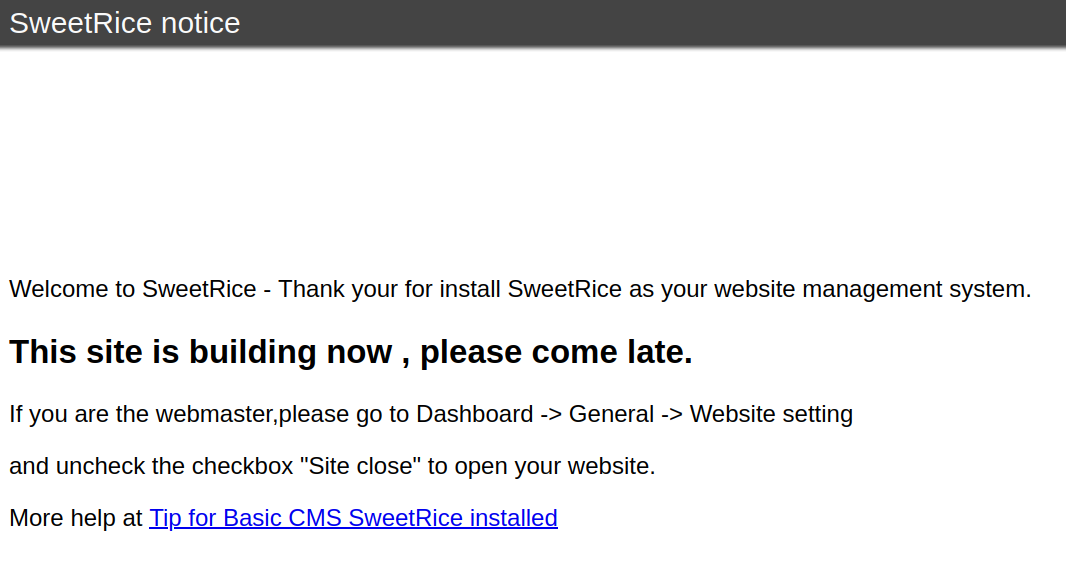 SweetRice notice
Welcome to SweetRice - Thank your for install SweetRice as your website management system.
This site is building now , please come late.
If you are the webmaster,please go to Dashboard -> General -> Website setting
and uncheck the checkbox "Site close" to open your website.
More help at Tip for Basic CMS SweetRice installed